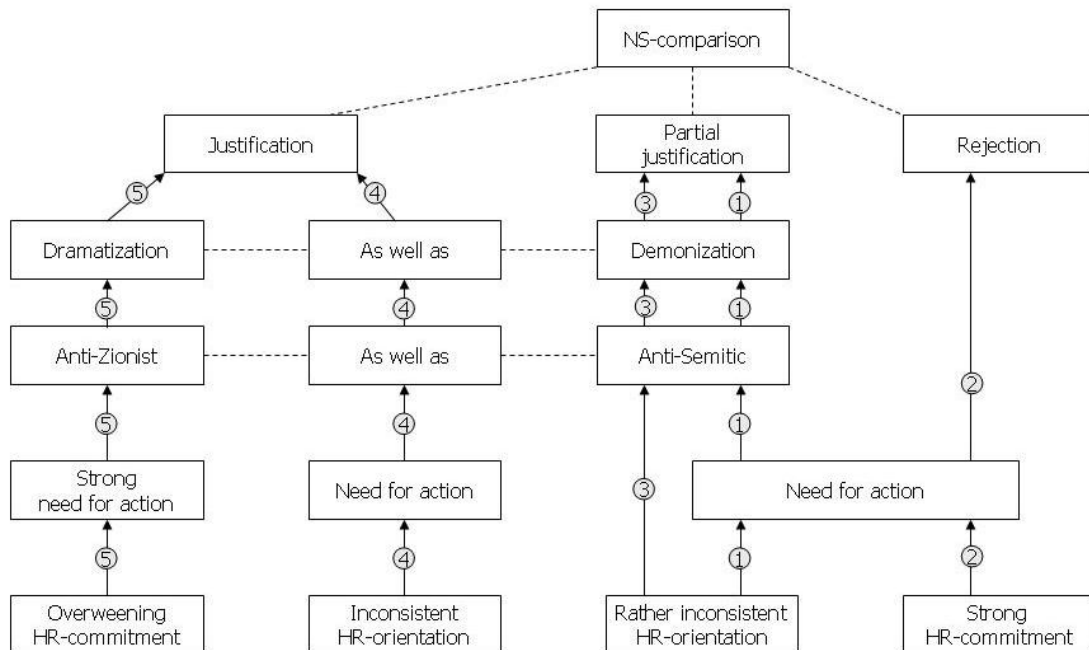 NS-comparison
Justification
Partial
justification
Rejection
5
4
3
1
Dramatization
As well as
Demonization
5
4
3
1
2
Anti-Zionist
As well as
Anti-Semitic
5
4
1
3
Strong
need for action
Need for action
Need for action
5
4
1
2
Overweening
HR-commitment
Inconsistent
HR-orientation
Rather inconsistent
HR-orientation
Strong
HR-commitment